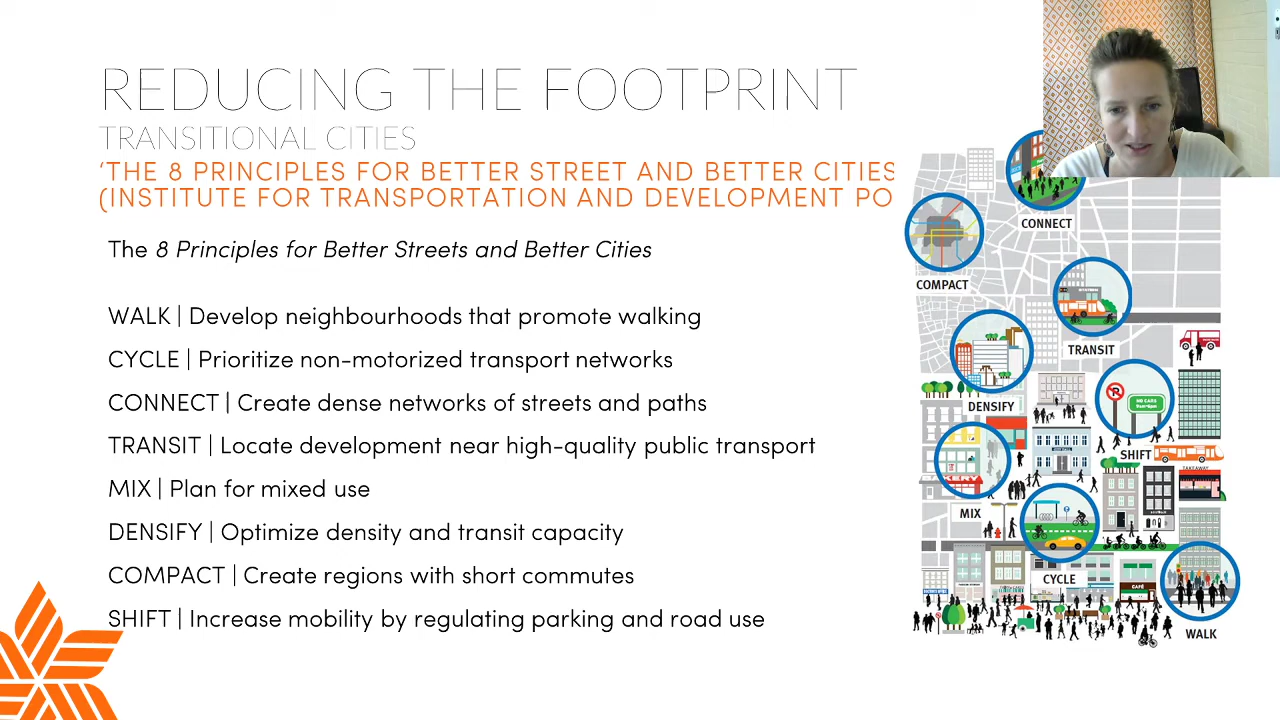 REDUCING THE FOOTPRINT
TRANSITIONAL CITIES
‘THE 8 PRINCIPLES FOR BETTER STREET AND BETTER CITIES
(INSTITUTE FOR TRANSPORTATION AND DEVELOPMENT PO
The 8 Principles for Better Streets and Better Cities
WALK | Develop neighbourhoods that promote walking
CYCLE | Prioritize non-motorized transport networks
CONNECT | Create dense networks of streets and paths
TRANSIT | Locate development near high-quality public transport
MIX | Plan for mixed use
DENSIFY | Optimize density and transit capacity
COMPACT | Create regions with short commutes
SHIFT | Increase mobility by regulating parking and road use
CONNECT
COMPACT
TRANSIT
DENSIFY
NO CARS
SHIFT
TAKEAWAY
MIX
CYCLE
CAFÉ
WALK